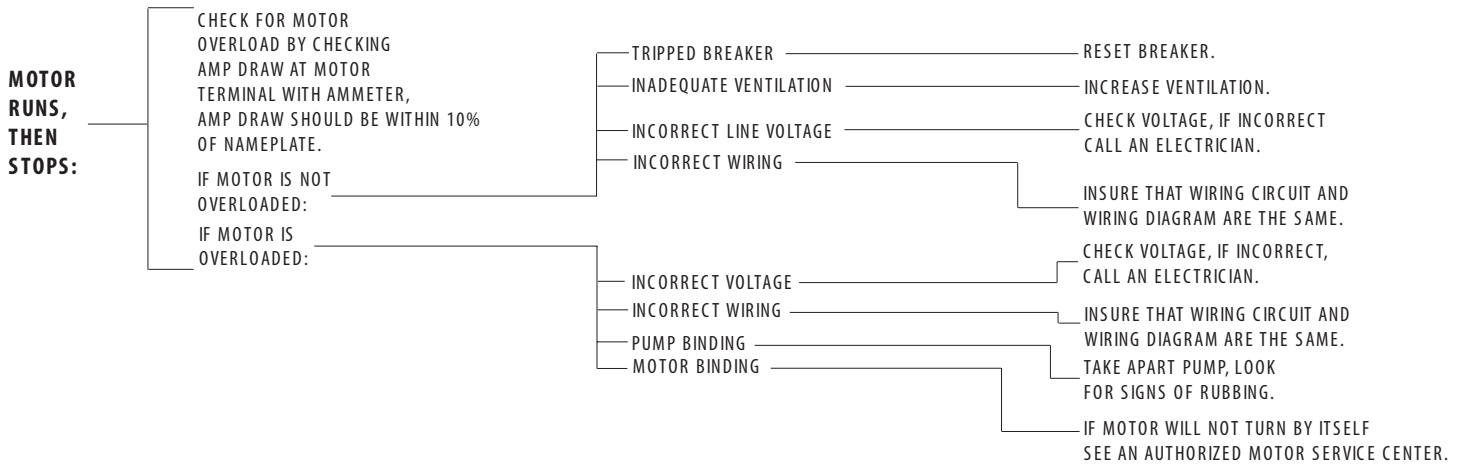 MOTOR
RUNS,
THEN
STOPS:
CHECK FOR MOTOR
OVERLOAD BY CHECKING
AMP DRAW AT MOTOR
TERMINAL WITH AMMETER,
AMP DRAW SHOULD BE WITHIN 10%
OF NAMEPLATE.
IF MOTOR IS NOT
OVERLOADED:
TRIPPED BREAKER
RESET BREAKER.
INADEQUATE VENTILATION
INCREASE VENTILATION.
INCORRECT LINE VOLTAGE
CHECK VOLTAGE, IF INCORRECT
CALL AN ELECTRICIAN.
INCORRECT WIRING
INSURE THAT WIRING CIRCUIT AND
WIRING DIAGRAM ARE THE SAME.
IF MOTOR IS
OVERLOADED:
INCORRECT VOLTAGE
CHECK VOLTAGE, IF INCORRECT,
CALL AN ELECTRICIAN.
INCORRECT WIRING
INSURE THAT WIRING CIRCUIT AND
WIRING DIAGRAM ARE THE SAME.
PUMP BINDING
TAKE APART PUMP, LOOK
FOR SIGNS OF RUBBING.
MOTOR BINDING
IF MOTOR WILL NOT TURN BY ITSELF
SEE AN AUTHORIZED MOTOR SERVICE CENTER.